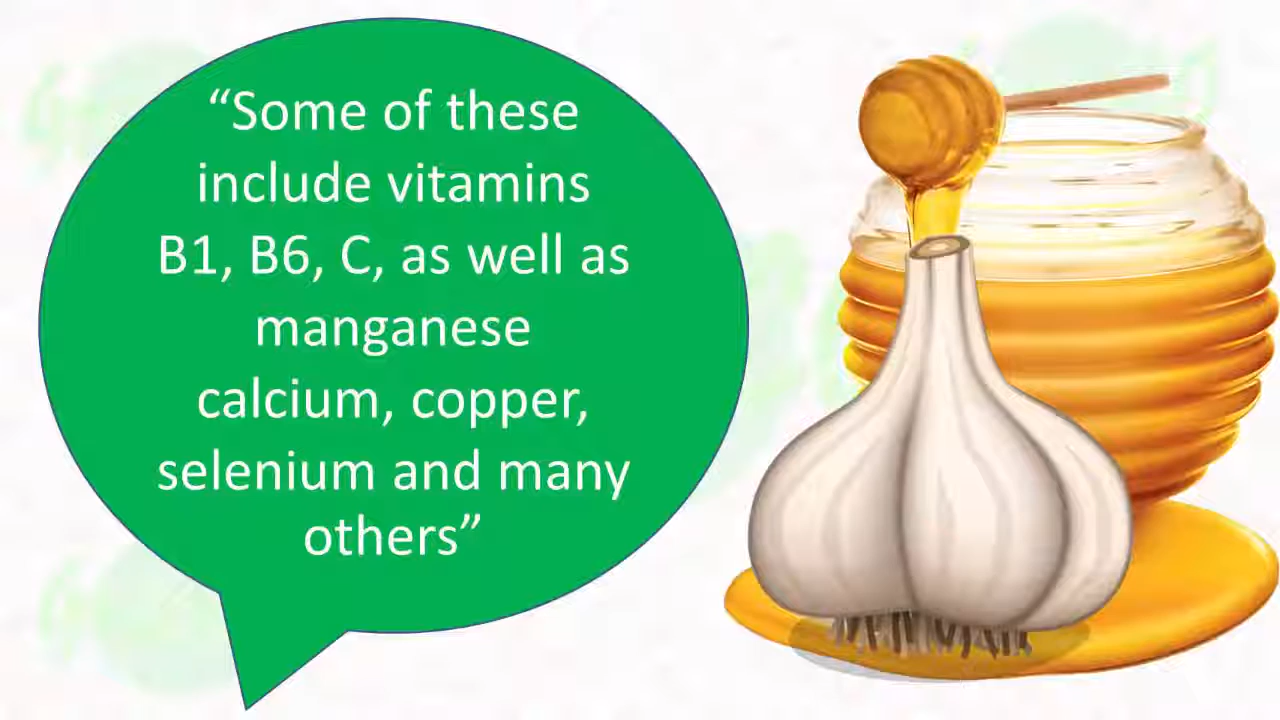 “Some of these
include vitamins
B1, B6, C, as well as
manganese
calcium, copper,
selenium and many
others”